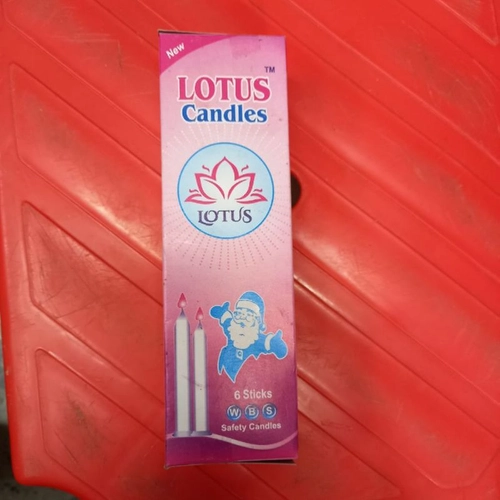 New
TM
LOTUS
Candles
LOTUS
6 Sticks
W B S
Safety Candles